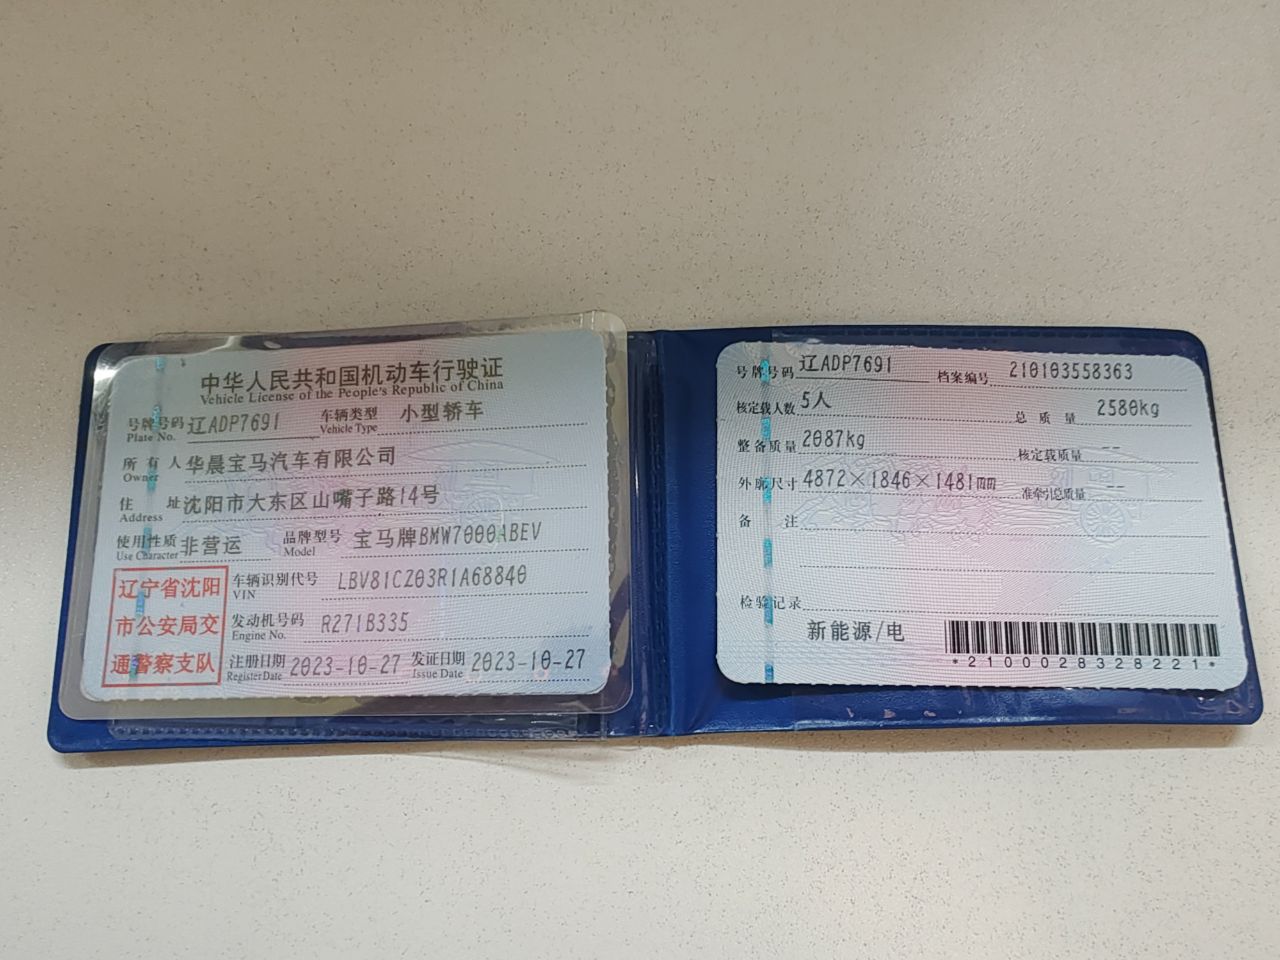 中华人民共和国机动车行驶证
Vehicle License of the People's Republic of China
号牌号码 辽ADP7691 车辆类型 小型轿车
Plate No. Vehicle Type
所有人 华晨宝马汽车有限公司
Owner
住址 沈阳市大东区山嘴子路14号
Address
使用性质 非营运 品牌型号 宝马牌BMW7000ABEV
Use Character Model
辽宁省沈阳
市公安局交
通警察支队
车辆识别代号 LBV81CZ03R1A68840
VIN
发动机号码 R271B335
Engine No.
注册日期 2023-10-27 发证日期 2023-10-27
Register Date Issue Date
号牌号码 辽ADP7691 档案编号 210103558363
核定载人数 5人 总质量 2580kg
整备质量 2087kg 核定载质量 --
外廓尺寸 4872×1846×1481mm 准牵引总质量 --
备注
检验记录
新能源/电
*2100028328221*